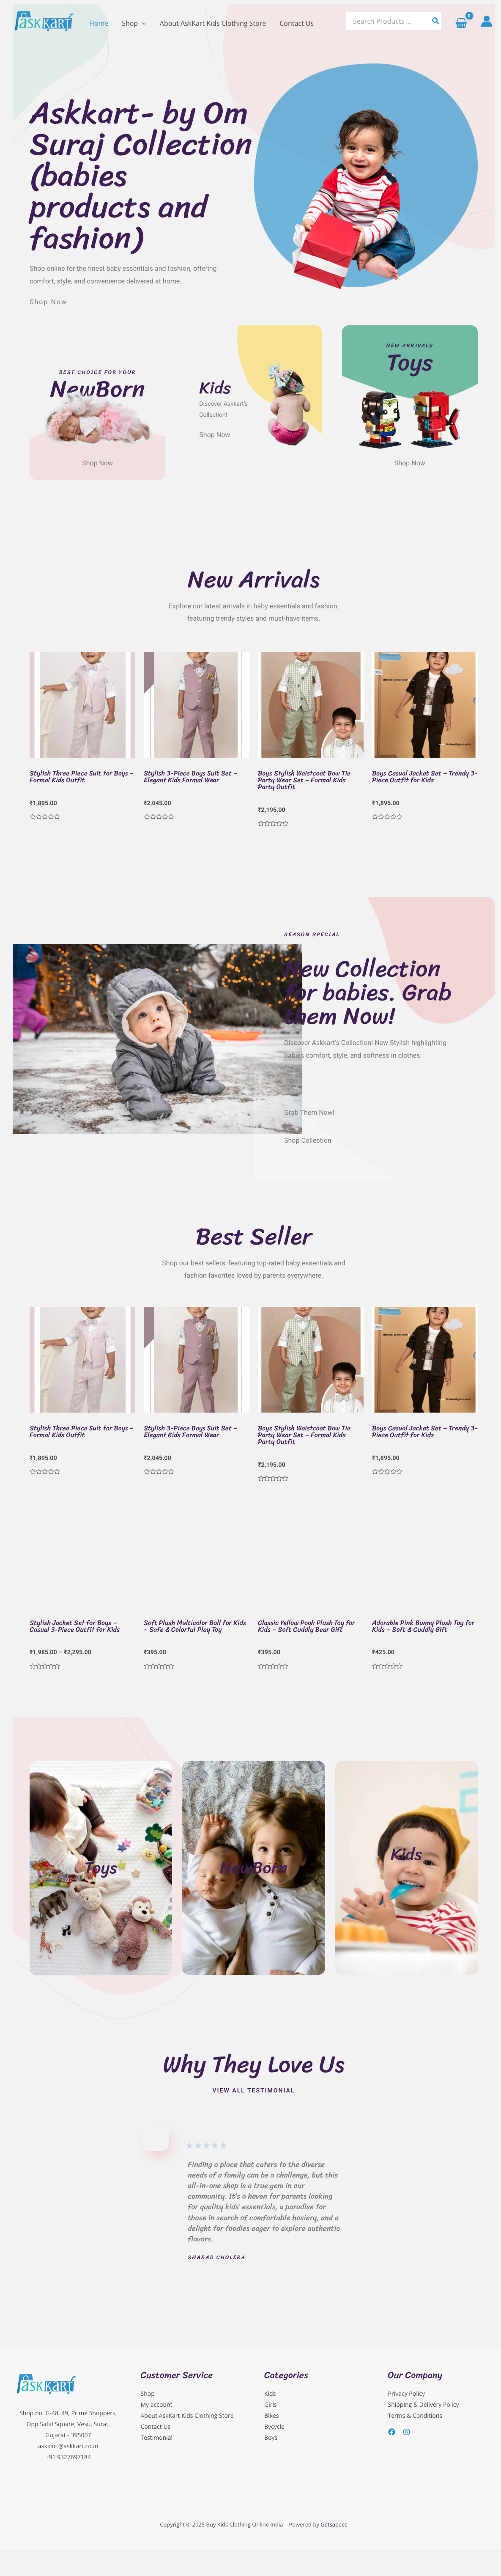 askkart
Home
Shop
About AskKart Kids Clothing Store
Contact Us
Search Products ...
0
Askkart- by Om
Suraj Collection
(babies
products and
fashion)
Shop online for the finest baby essentials and fashion, offering
comfort, style, and convenience delivered at home.
Shop Now
BEST CHOICE FOR YOUR
NewBorn
Shop Now
Kids
Discover Askkart's
Collection!
Shop Now
NEW ARRIVALS
Toys
Shop Now
New Arrivals
Explore our latest arrivals in baby essentials and fashion,
featuring trendy styles and must-have items.
Stylish Three Piece Suit for Boys –
Formal Kids Outfit
₹1,895.00
Stylish 3-Piece Boys Suit Set –
Elegant Kids Formal Wear
₹2,045.00
Boys Stylish Waistcoat Bow Tie
Party Wear Set – Formal Kids
Party Outfit
₹2,195.00
Boys Casual Jacket Set – Trendy 3-
Piece Outfit for Kids
₹1,895.00
SEASON SPECIAL
New Collection
for babies. Grab
them Now!
Discover Askkart's Collection! New Stylish highlighting
babies comfort, style, and softness in clothes.
Grab Them Now!
Shop Collection
Best Seller
Shop our best sellers, featuring top-rated baby essentials and
fashion favorites loved by parents everywhere.
Stylish Three Piece Suit for Boys –
Formal Kids Outfit
₹1,895.00
Stylish 3-Piece Boys Suit Set –
Elegant Kids Formal Wear
₹2,045.00
Boys Stylish Waistcoat Bow Tie
Party Wear Set – Formal Kids
Party Outfit
₹2,195.00
Boys Casual Jacket Set – Trendy 3-
Piece Outfit for Kids
₹1,895.00
Stylish Jacket Set for Boys –
Casual 3-Piece Outfit for Kids
₹1,985.00 – ₹2,295.00
Soft Plush Multicolor Ball for Kids
– Safe & Colorful Play Toy
₹395.00
Classic Yellow Pooh Plush Toy for
Kids – Soft Cuddly Bear Gift
₹395.00
Adorable Pink Bunny Plush Toy for
Kids – Soft & Cuddly Gift
₹425.00
Toys
NewBorn
Kids
Why They Love Us
VIEW ALL TESTIMONIAL
Finding a place that caters to the diverse
needs of a family can be a challenge, but this
all-in-one shop is a true gem in our
community. It's a haven for parents looking
for quality kids' essentials, a paradise for
those in search of comfortable hosiery, and a
delight for foodies eager to explore authentic
flavors.
SHARAD CHOLERA
askkart
Shop no. G-48, 49, Prime Shoppers,
Opp.Safal Square, Vesu, Surat,
Gujarat - 395007
askkart@askkart.co.in
+91 9327697184
Customer Service
Shop
My account
About AskKart Kids Clothing Store
Contact Us
Testimonial
Categories
Kids
Girls
Bikes
Bycycle
Boys
Our Company
Privacy Policy
Shipping & Delivery Policy
Terms & Conditions
Copyright © 2025 Buy Kids Clothing Online India | Powered by Getsapace